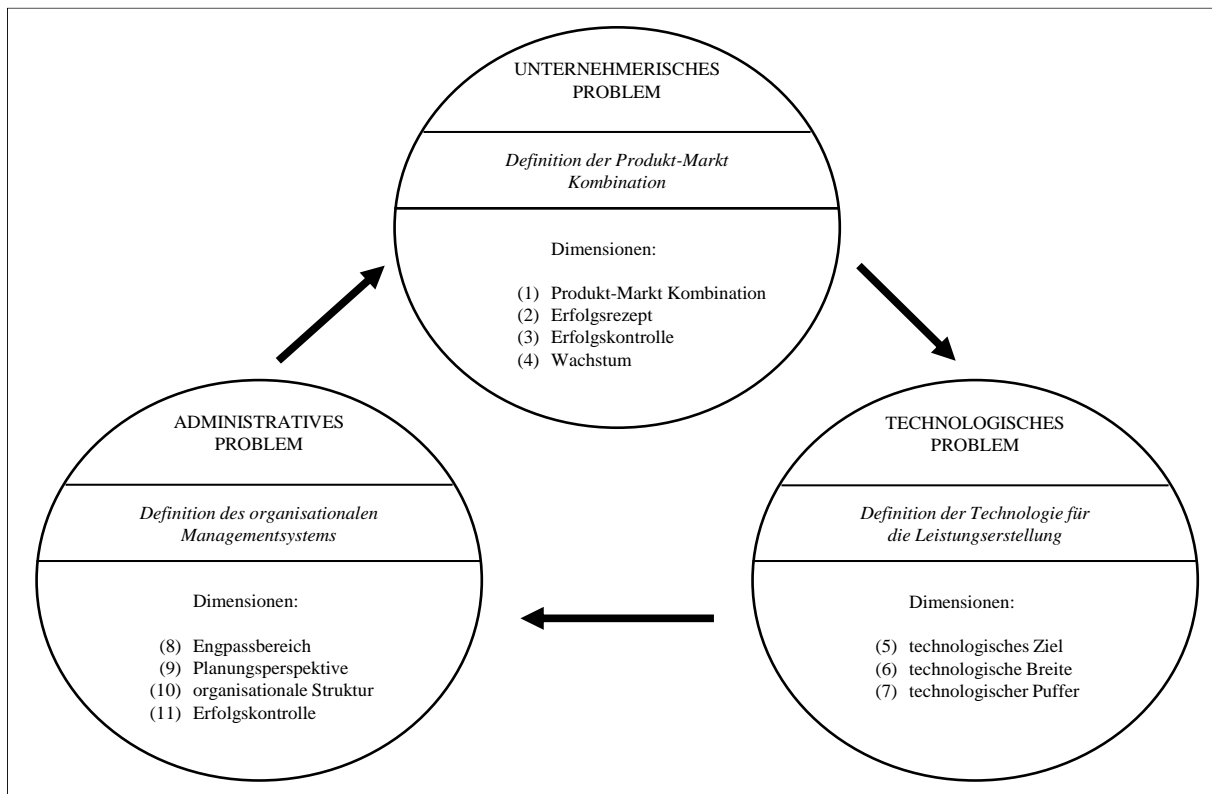 UNTERNEHMERISCHES
PROBLEM
Definition der Produkt-Markt
Kombination
Dimensionen:
(1) Produkt-Markt Kombination
(2) Erfolgsrezept
(3) Erfolgskontrolle
(4) Wachstum
ADMINISTRATIVES
PROBLEM
Definition des organisationalen
Managementsystems
Dimensionen:
(8) Engpassbereich
(9) Planungsperspektive
(10) organisationale Struktur
(11) Erfolgskontrolle
TECHNOLOGISCHES
PROBLEM
Definition der Technologie für
die Leistungserstellung
Dimensionen:
(5) technologisches Ziel
(6) technologische Breite
(7) technologischer Puffer